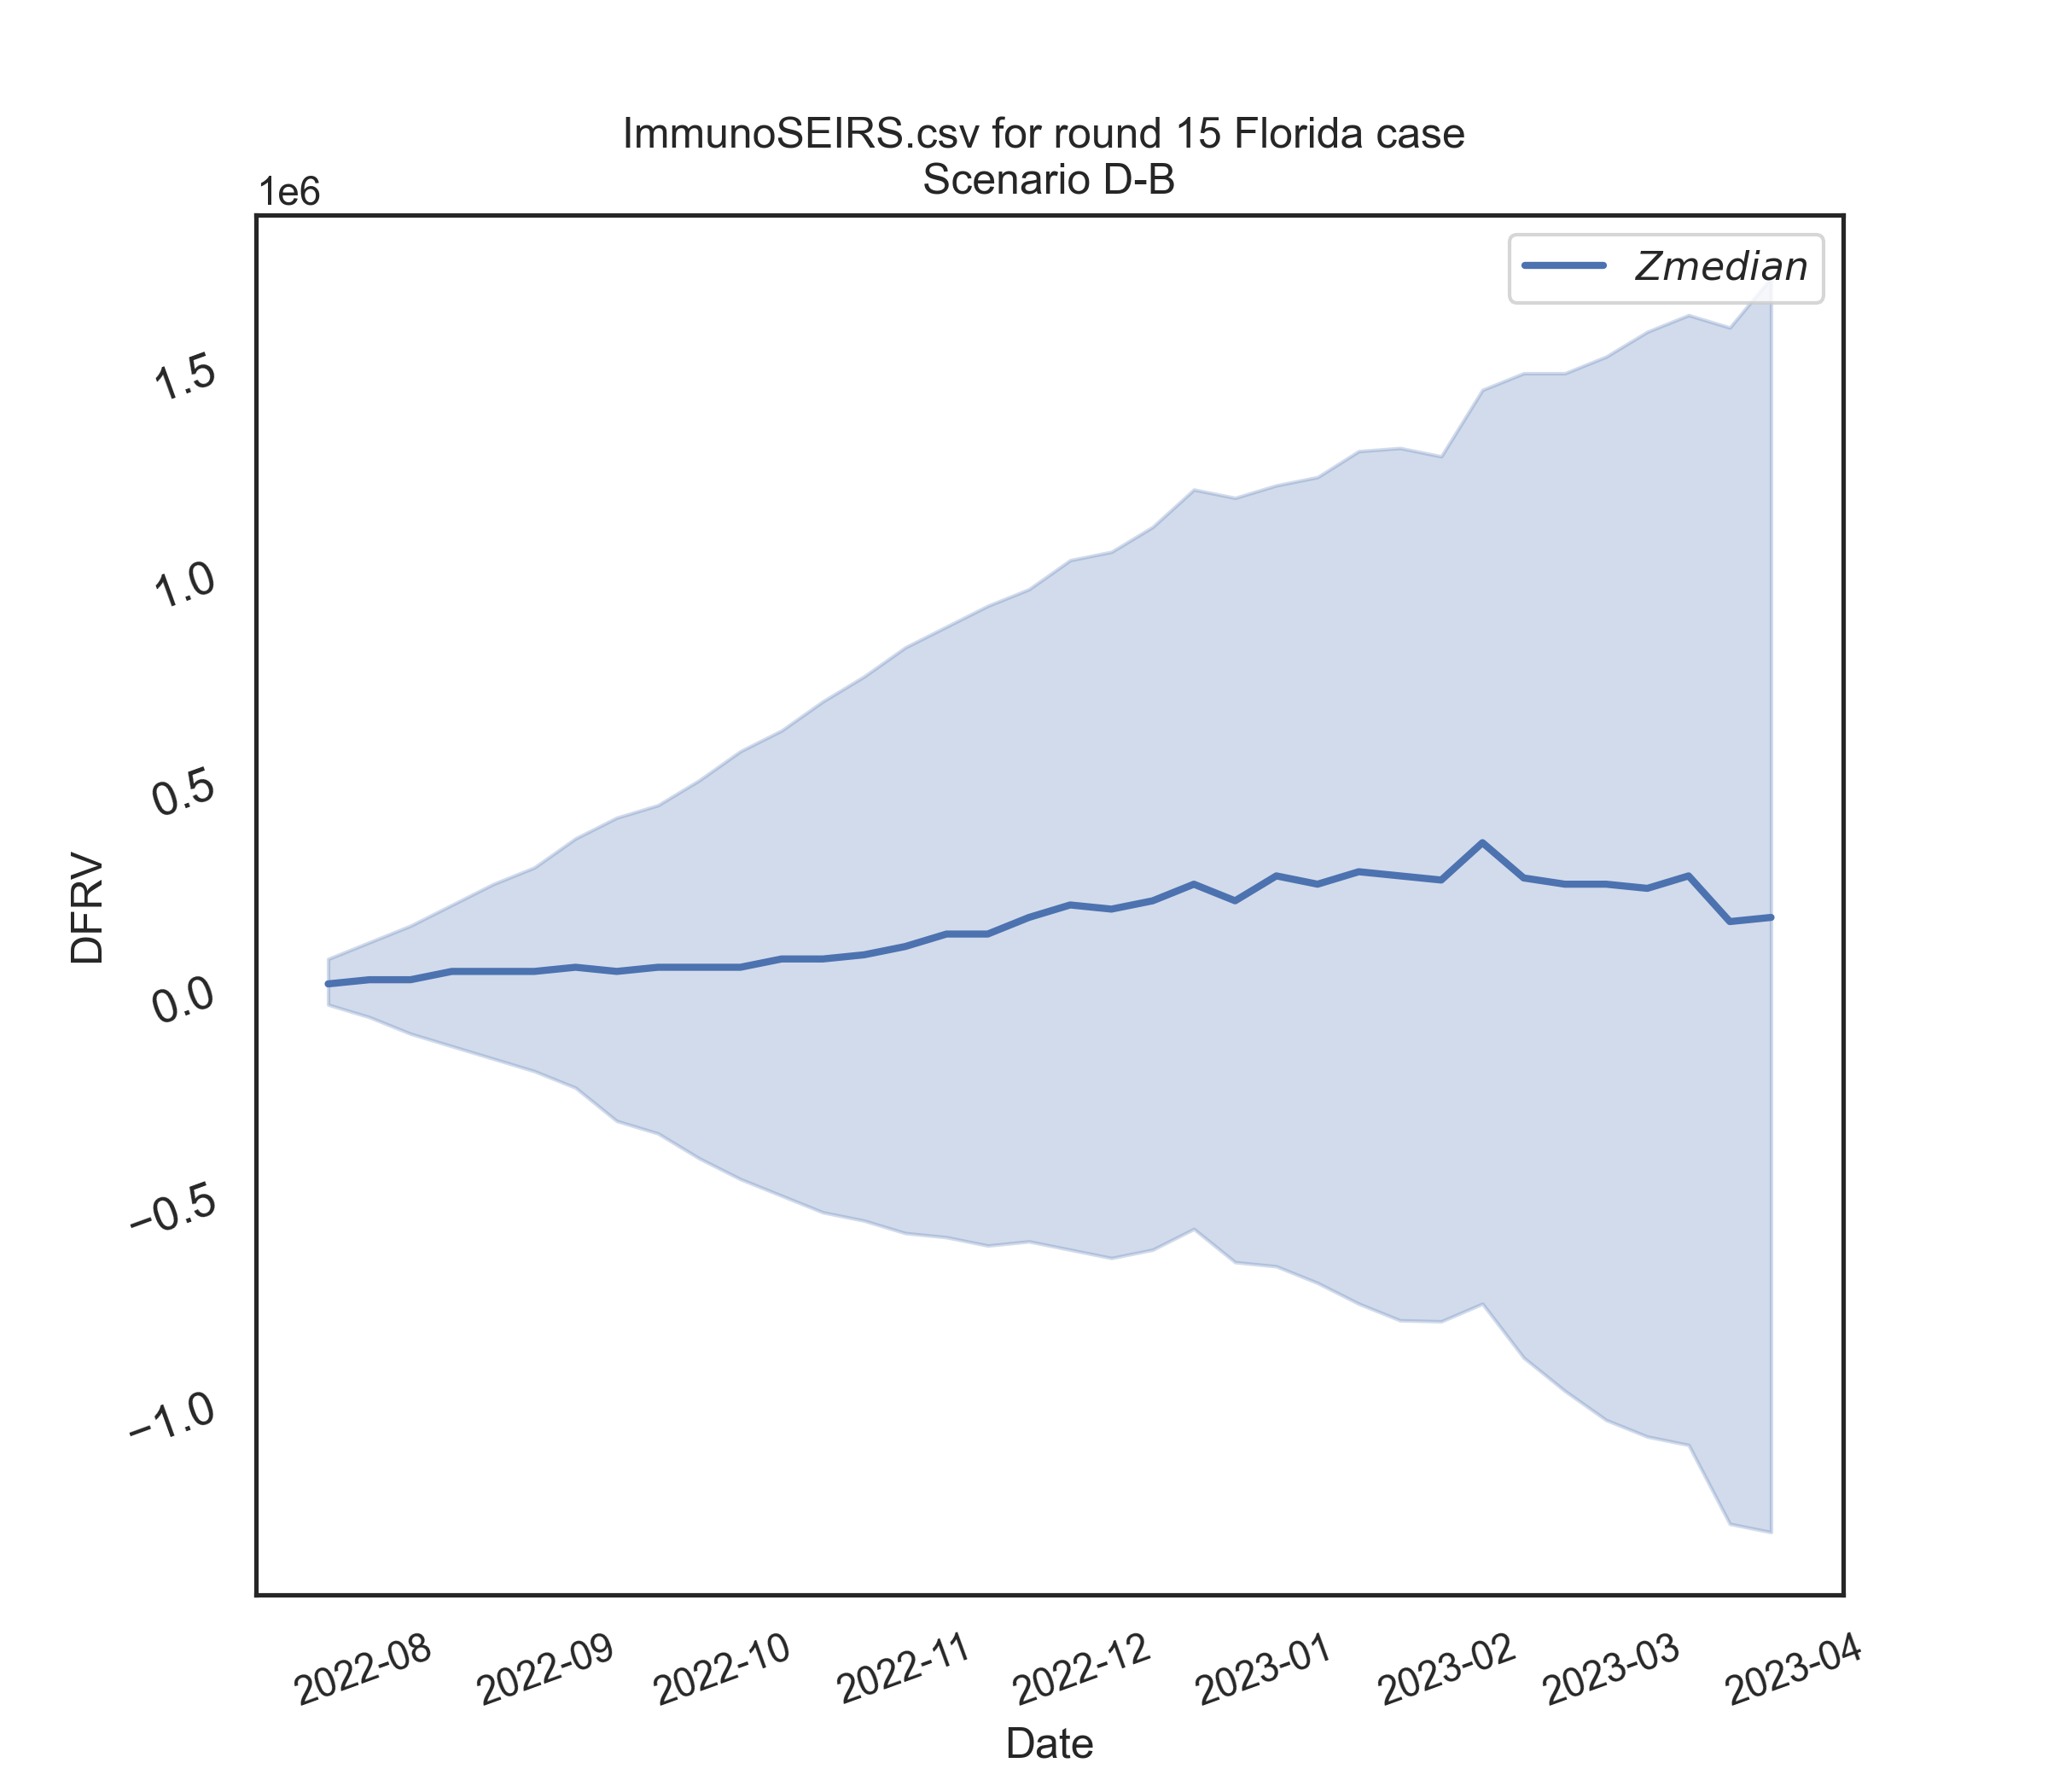 ImmunoSEIRS.csv for round 15 Florida case
Scenario D-B
1e6
Zmedian
1.5
1.0
0.5
0.0
−0.5
−1.0
DFRV
2022-08
2022-09
2022-10
2022-11
2022-12
2023-01
2023-02
2023-03
2023-04
Date